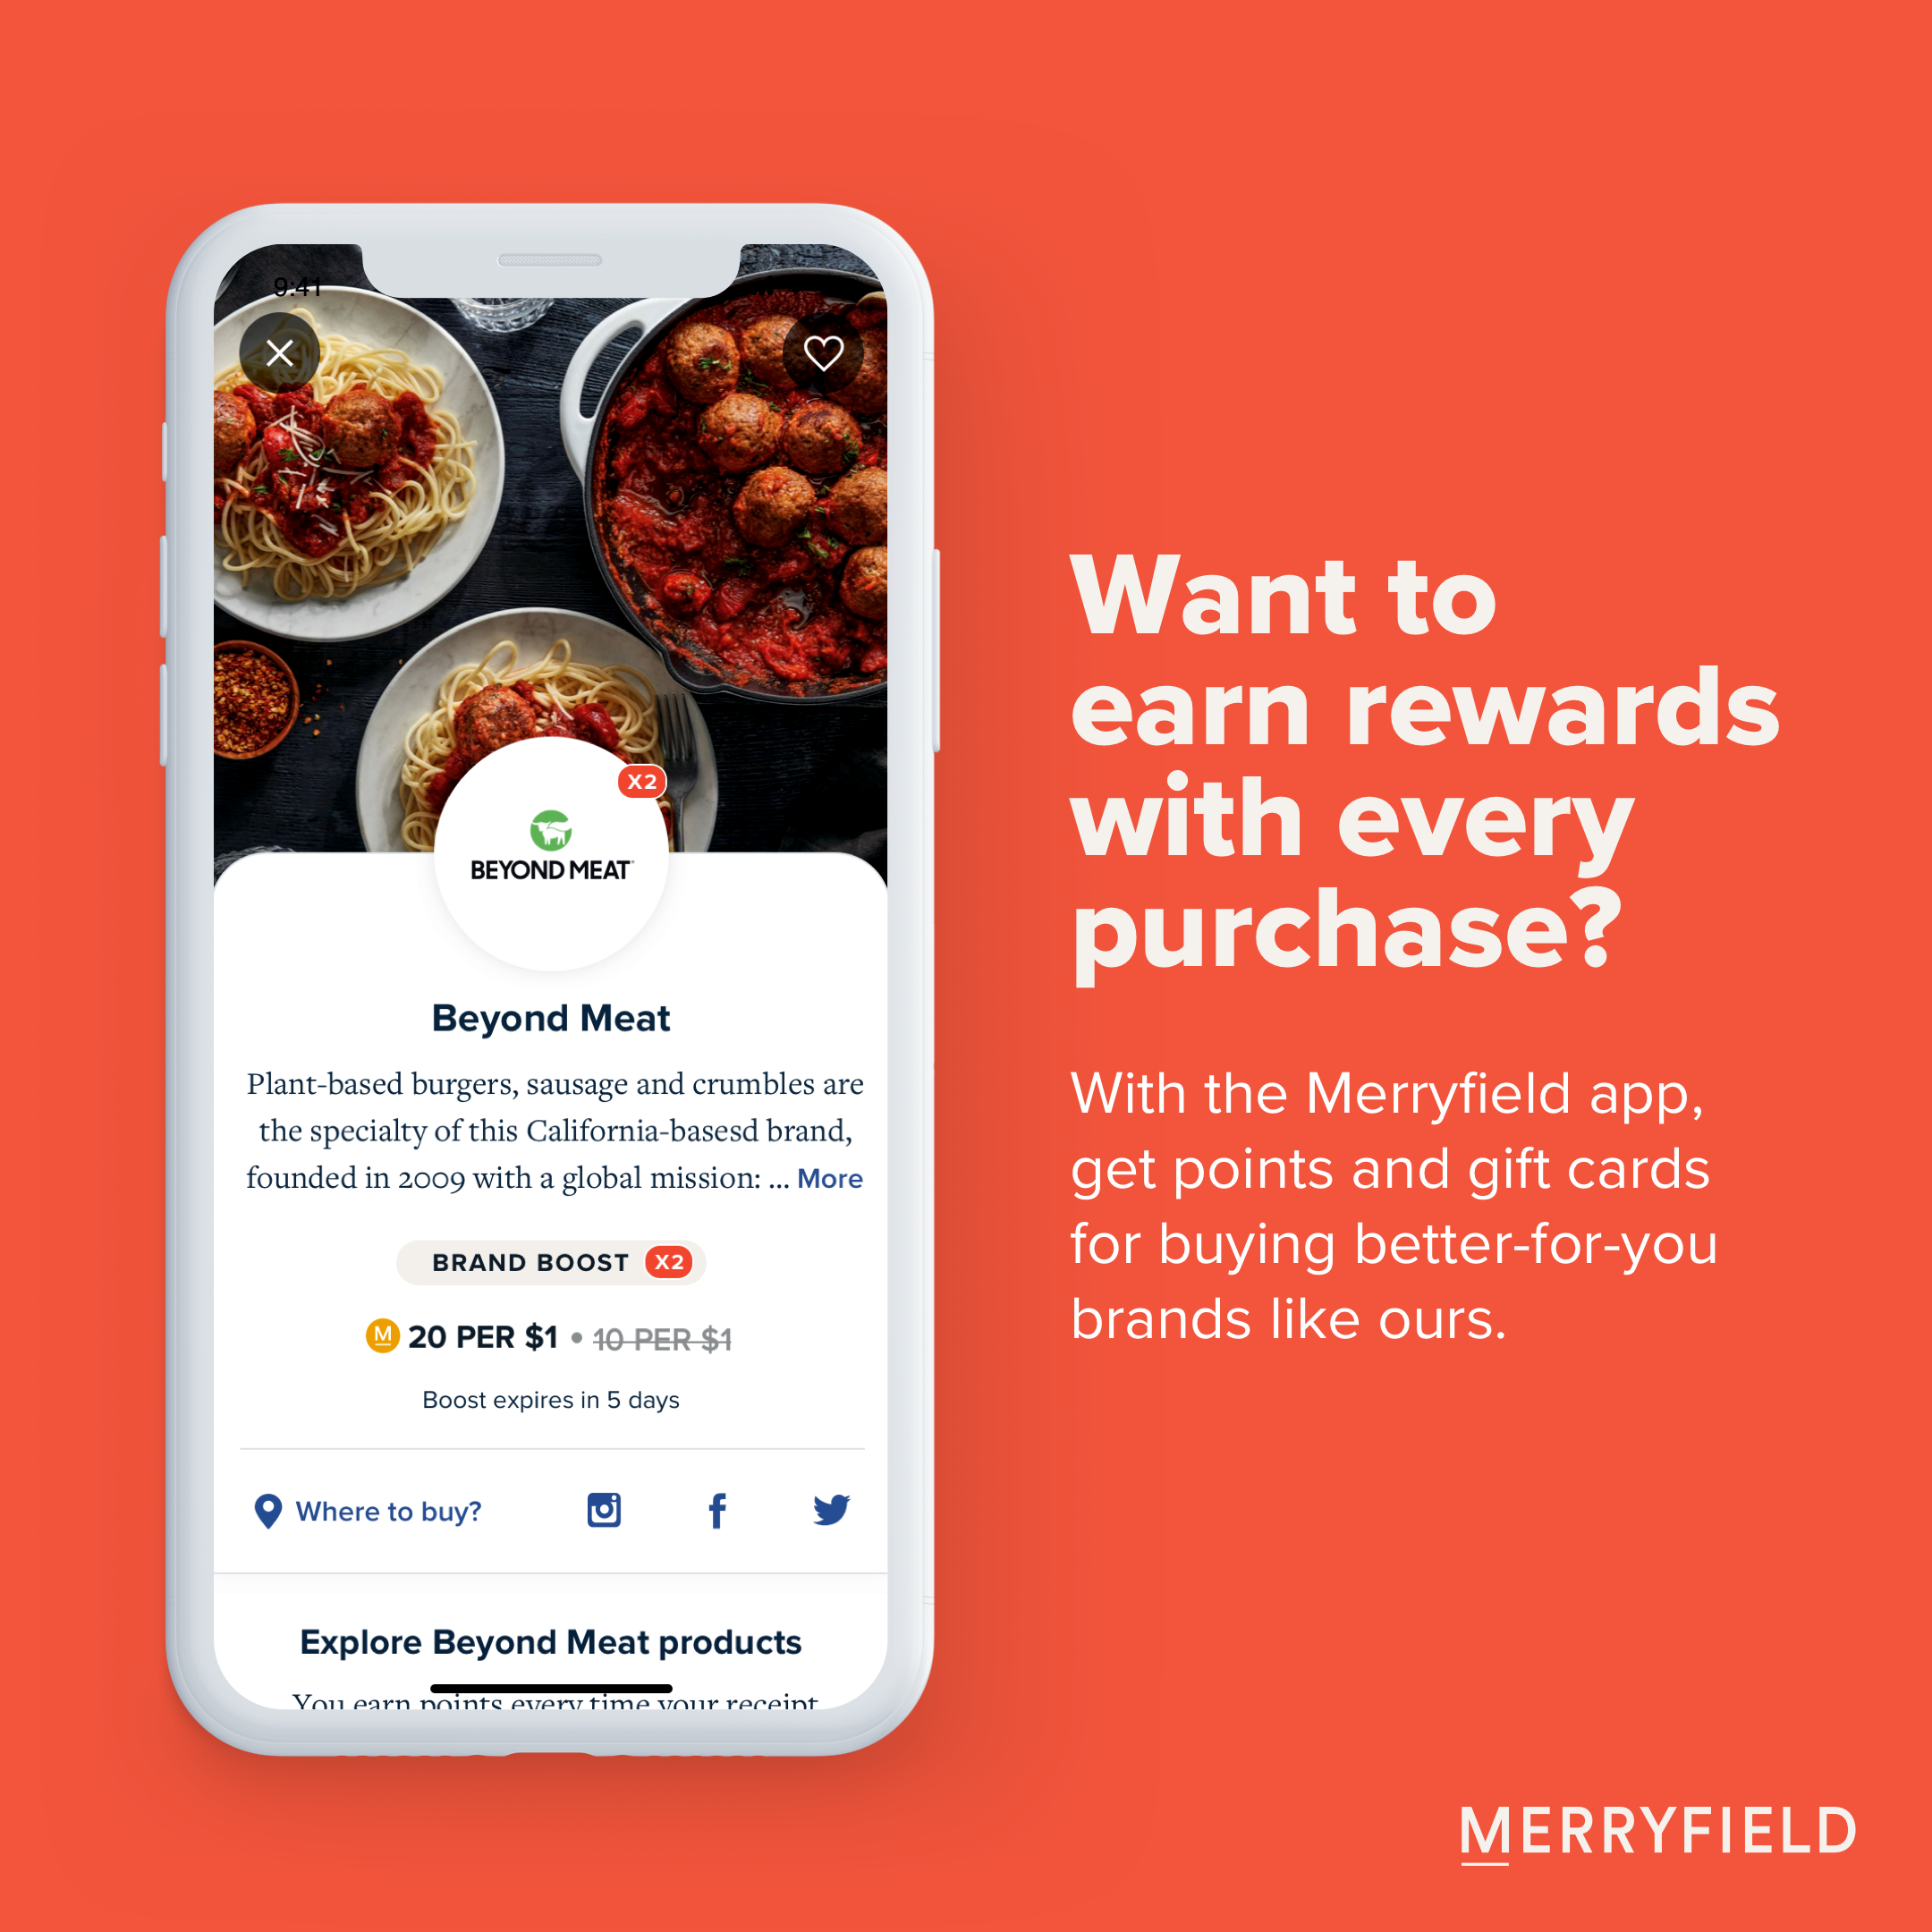 9:41
X2
BEYOND MEAT
Beyond Meat
Plant-based burgers, sausage and crumbles are
the specialty of this California-basesd brand,
founded in 2009 with a global mission: ... More
BRAND BOOST X2
M 20 PER $1 • 10 PER $1
Boost expires in 5 days
Where to buy?
Explore Beyond Meat products
You earn points every time your receipt
Want to
earn rewards
with every
purchase?
With the Merryfield app,
get points and gift cards
for buying better-for-you
brands like ours.
MERRYFIELD